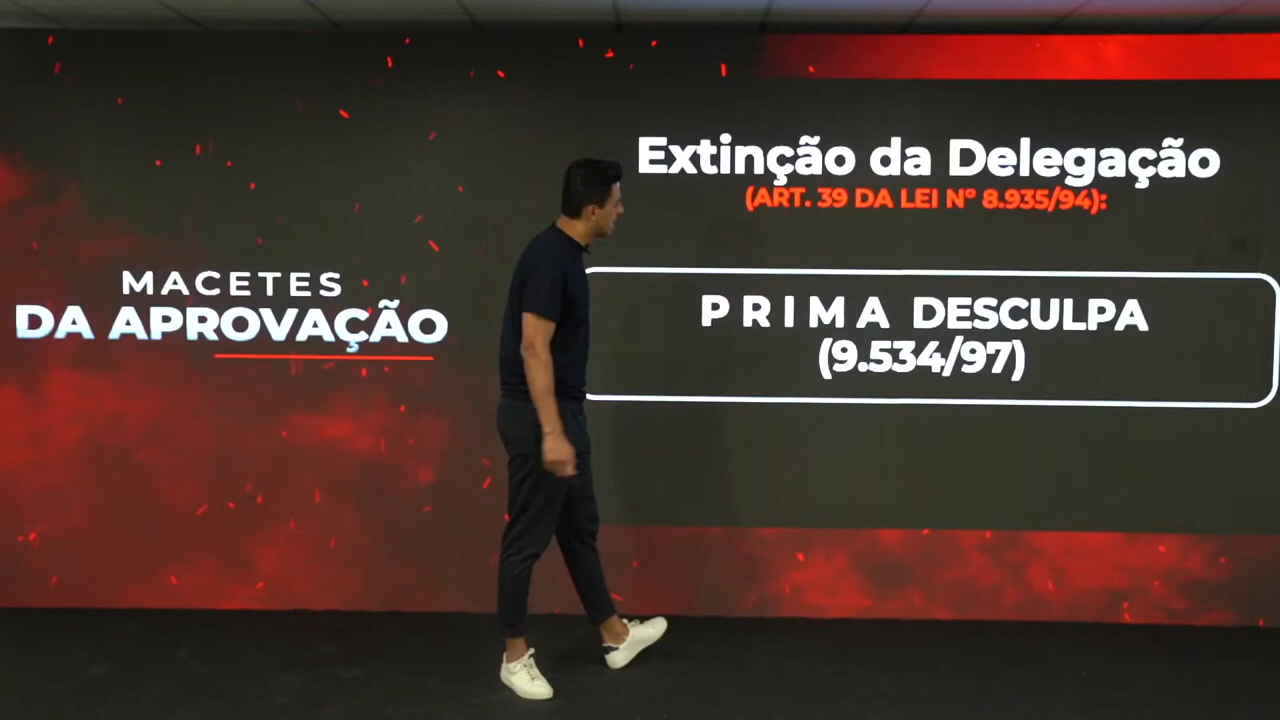 MACETES
DA APROVAÇÃO
Extinção da Delegação
(ART. 39 DA LEI Nº 8.935/94):
P R I M A DESCULPA
(9.534/97)